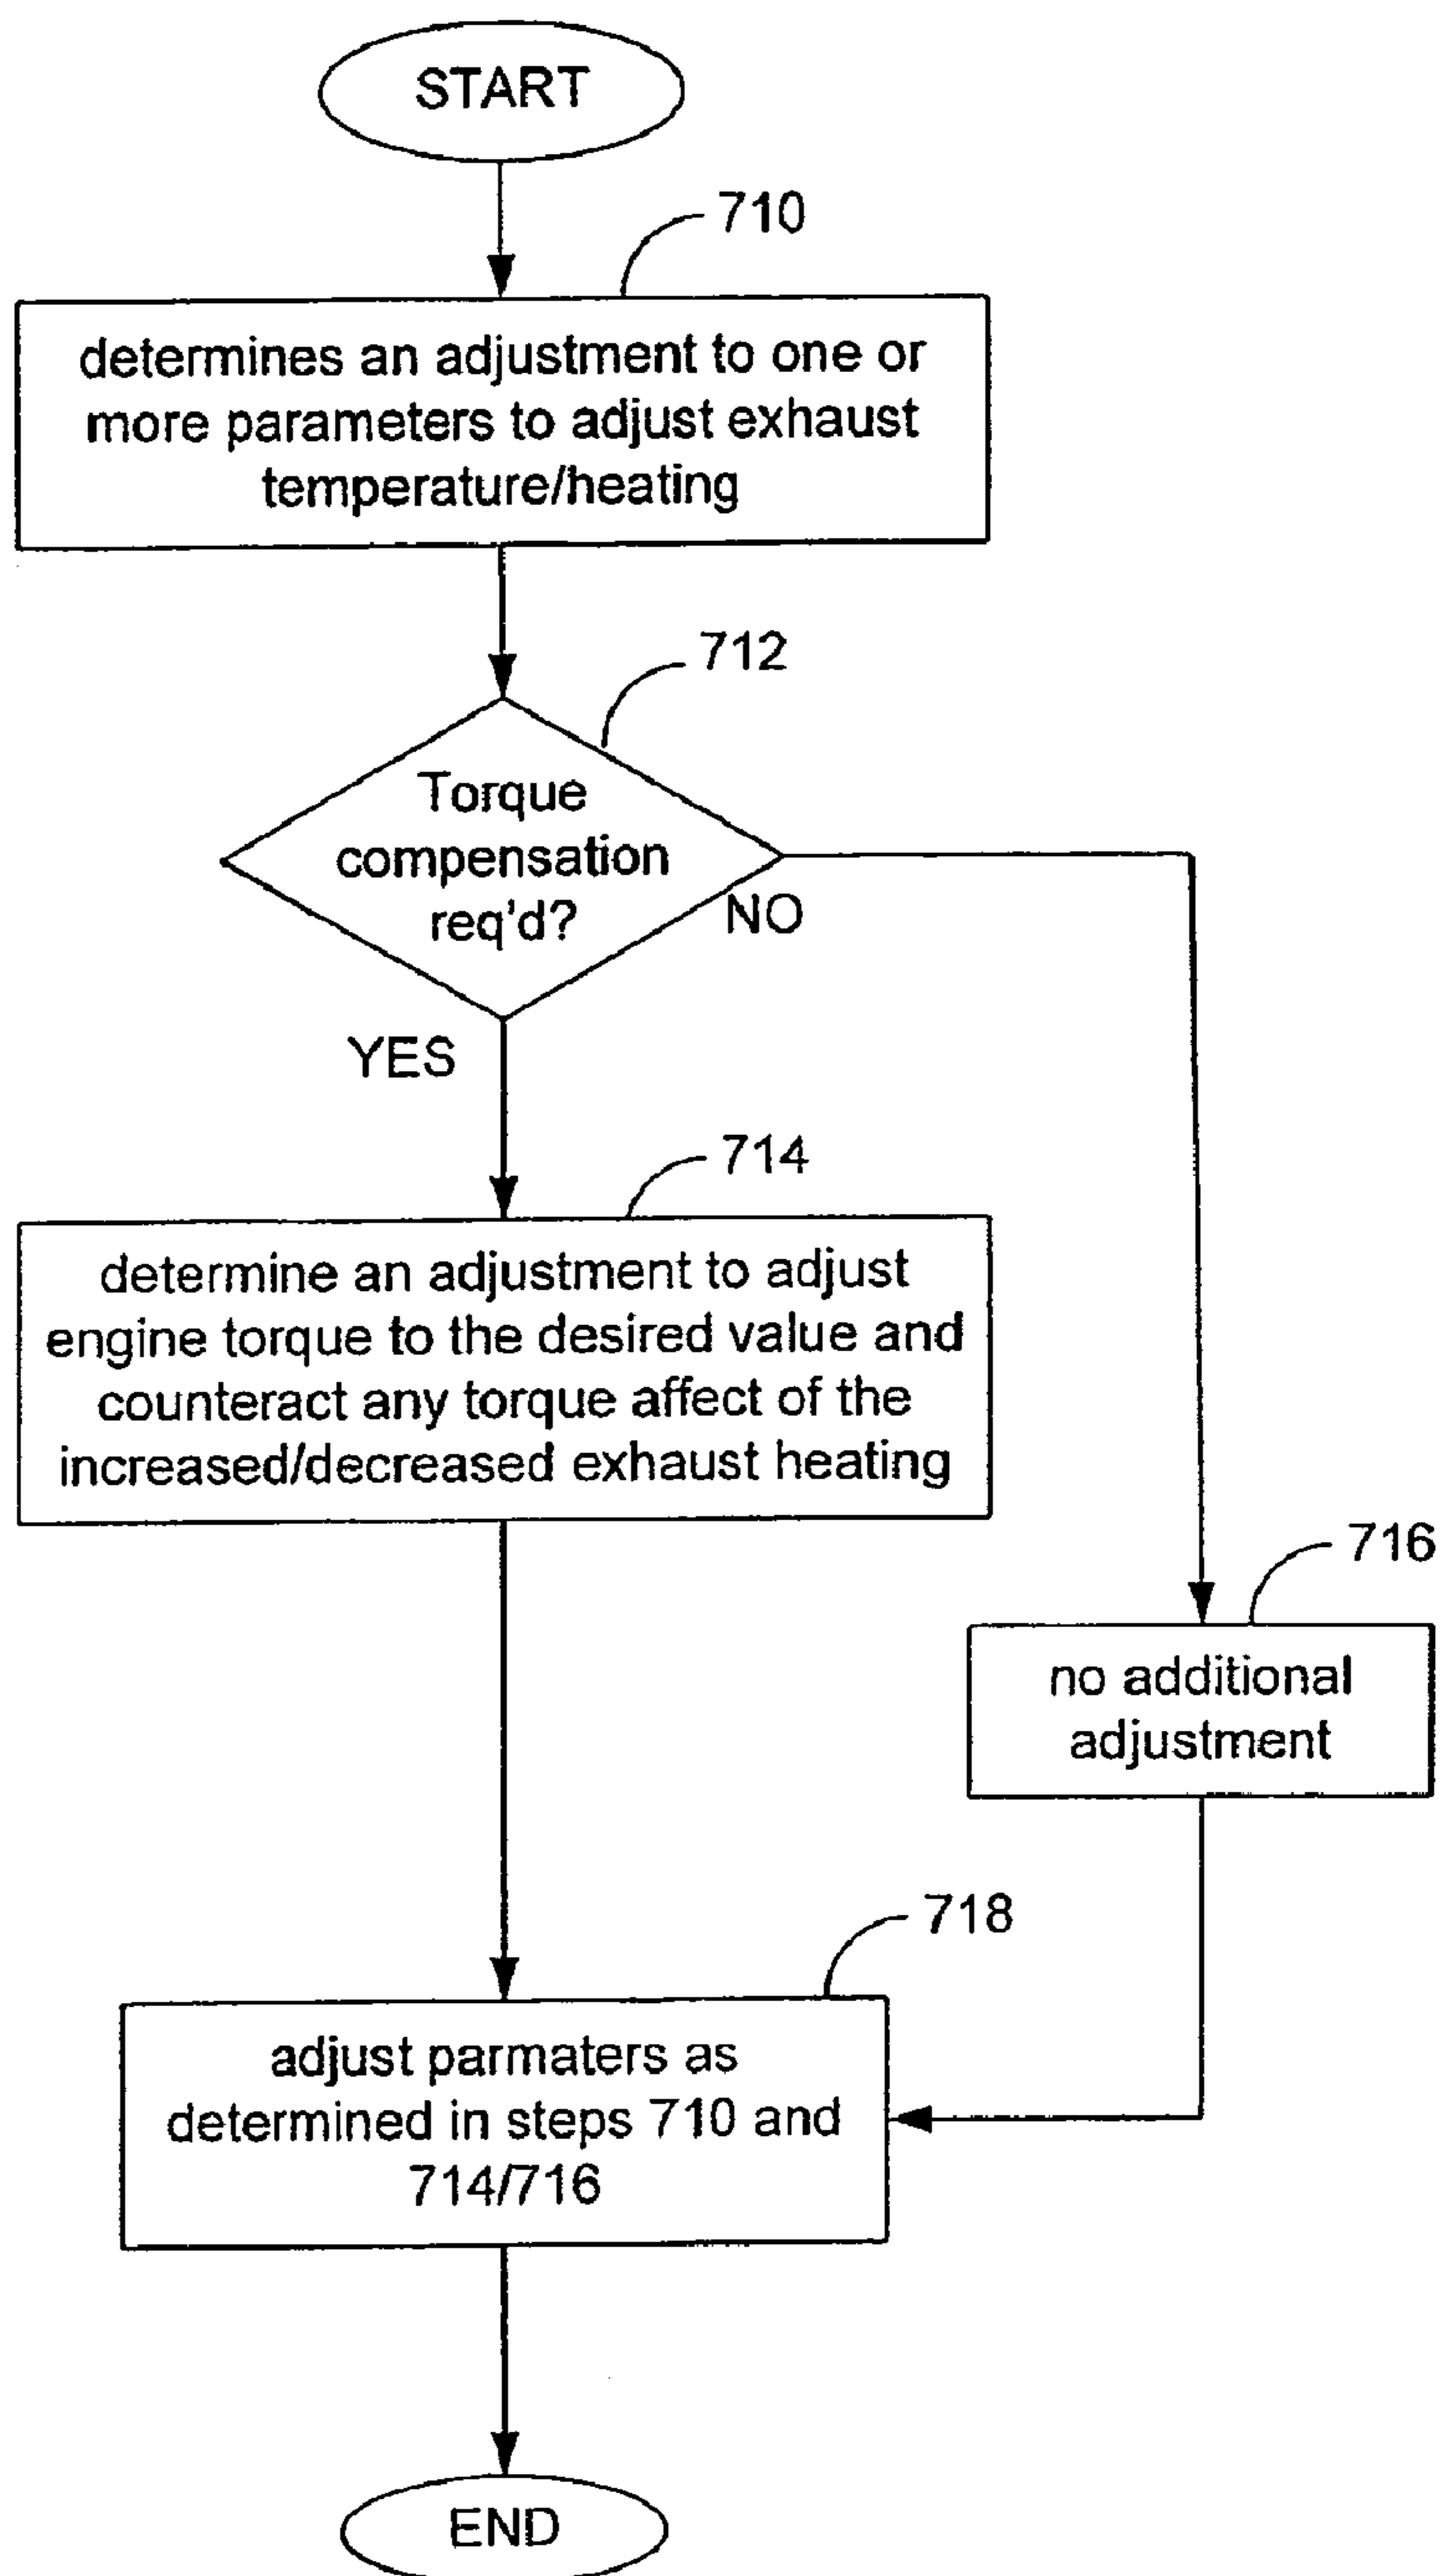 START
710
determines an adjustment to one or
more parameters to adjust exhaust
temperature/heating
712
Torque
compensation
req'd?
NO
YES
714
determine an adjustment to adjust
engine torque to the desired value and
counteract any torque affect of the
increased/decreased exhaust heating
716
no additional
adjustment
718
adjust parmaters as
determined in steps 710 and
714/716
END